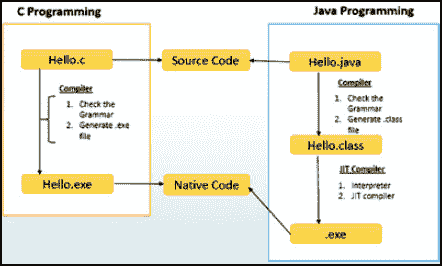 C Programming
Java Programming
Hello.c
Source Code
Hello.java
Compiler
1. Check the
Grammar
2. Generate .exe
file
Compiler
1. Check the
Grammar
2. Generate .class
file
Hello.class
JIT Compiler
1. Interpreter
2. JIT compiler
Hello.exe
Native Code
.exe